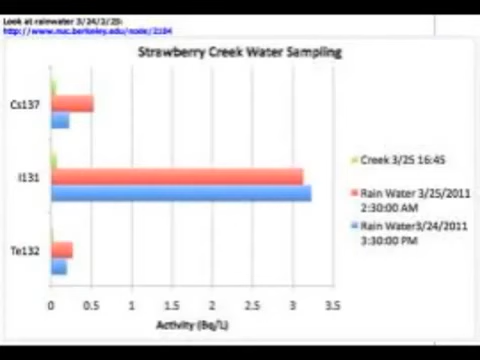 Look at rainwater 3/24/2/25:
http://www.nuc.berkeley.edu/node/2104
Strawberry Creek Water Sampling
Cs137
I131
Te132
Creek 3/25 16:45
Rain Water 3/25/2011
2:30:00 AM
Rain Water3/24/2011
3:30:00 PM
0 0.5 1 1.5 2 2.5 3 3.5
Activity (Bq/L)